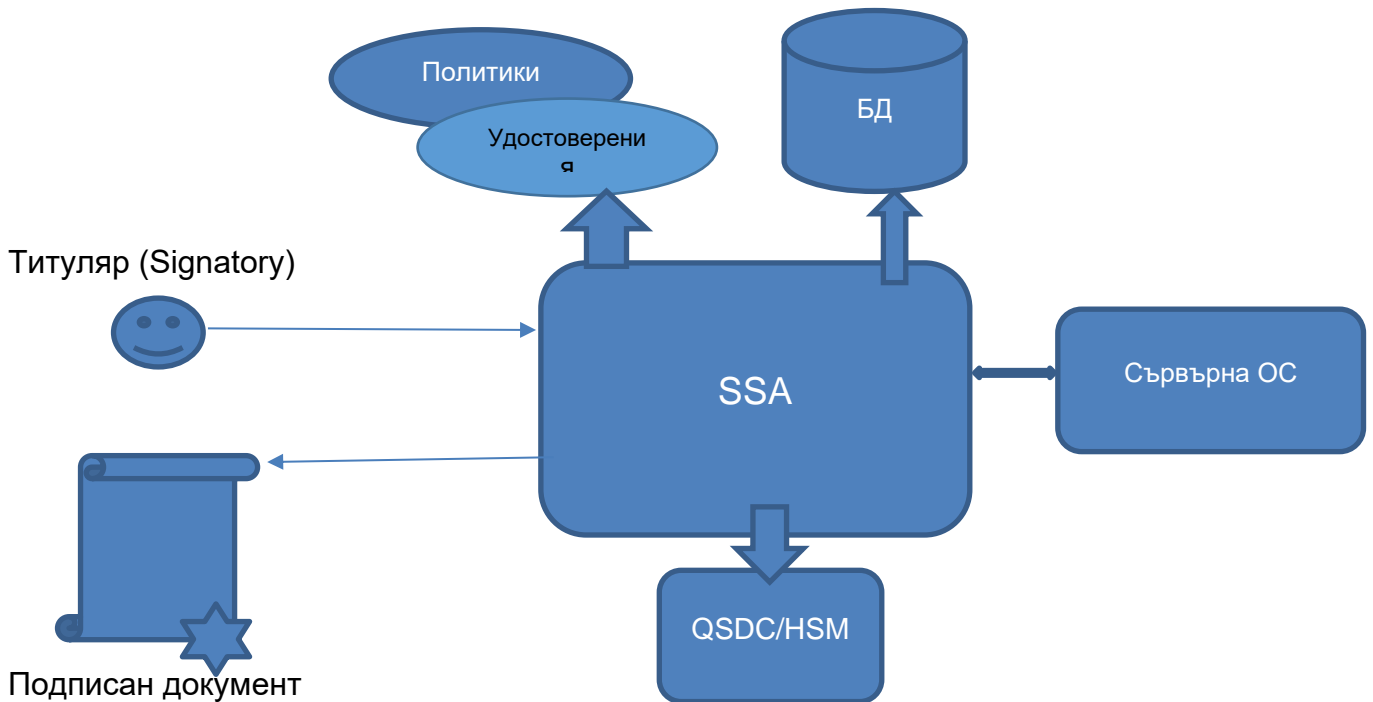 Политики
БД
Удостоверени
я
Титуляр (Signatory)
SSA
Сървърна ОС
QSDC/HSM
Подписан документ